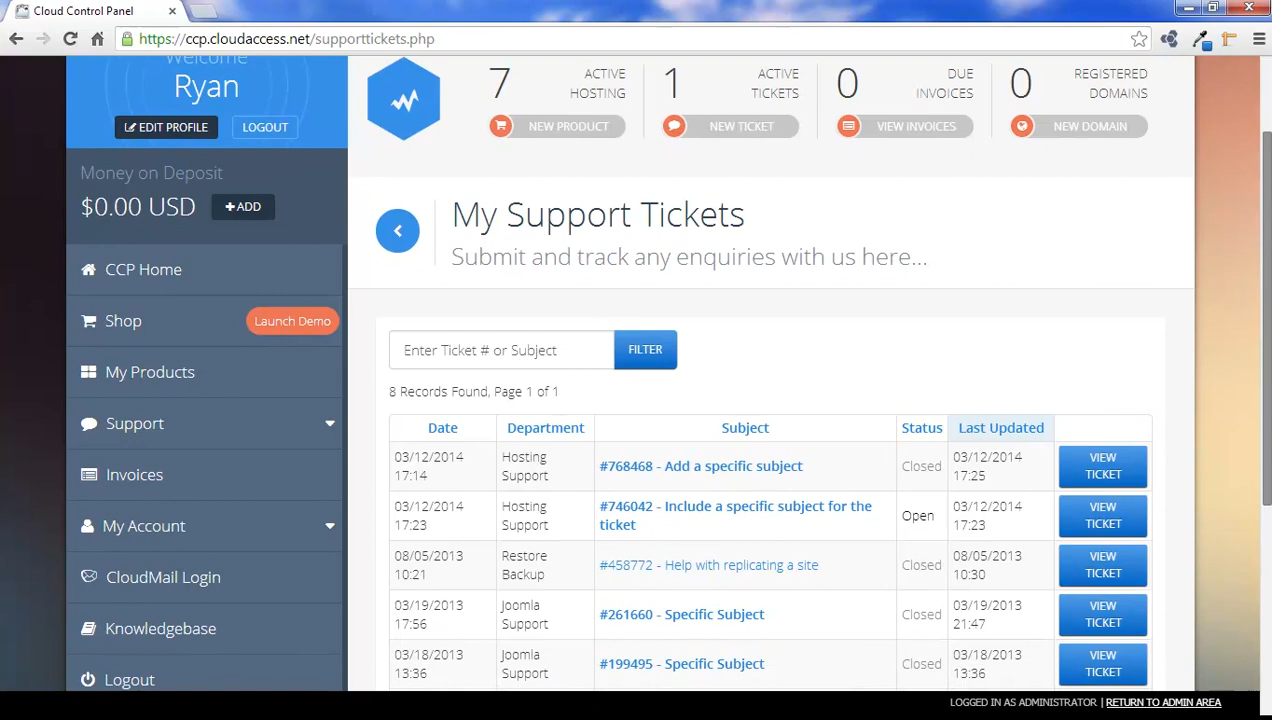 Cloud Control Panel
https://ccp.cloudaccess.net/supporttickets.php
Welcome
Ryan
EDIT PROFILE
LOGOUT
Money on Deposit
$0.00 USD
+ ADD
CCP Home
Shop
Launch Demo
My Products
Support
Invoices
My Account
CloudMail Login
Knowledgebase
Logout
7
ACTIVE
HOSTING
NEW PRODUCT
1
ACTIVE
TICKETS
NEW TICKET
0
DUE
INVOICES
VIEW INVOICES
0
REGISTERED
DOMAINS
NEW DOMAIN
My Support Tickets
Submit and track any enquiries with us here...
Enter Ticket # or Subject
FILTER
8 Records Found, Page 1 of 1
Date Department Subject Status Last Updated
03/12/2014
17:14
Hosting
Support
#768468 - Add a specific subject
Closed
03/12/2014
17:25
VIEW
TICKET
03/12/2014
17:23
Hosting
Support
#746042 - Include a specific subject for the
ticket
Open
03/12/2014
17:23
VIEW
TICKET
08/05/2013
10:21
Restore
Backup
#458772 - Help with replicating a site
Closed
08/05/2013
10:30
VIEW
TICKET
03/19/2013
17:56
Joomla
Support
#261660 - Specific Subject
Closed
03/19/2013
21:47
VIEW
TICKET
03/18/2013
13:36
Joomla
Support
#199495 - Specific Subject
Closed
03/18/2013
13:36
VIEW
TICKET
LOGGED IN AS ADMINISTRATOR | RETURN TO ADMIN AREA